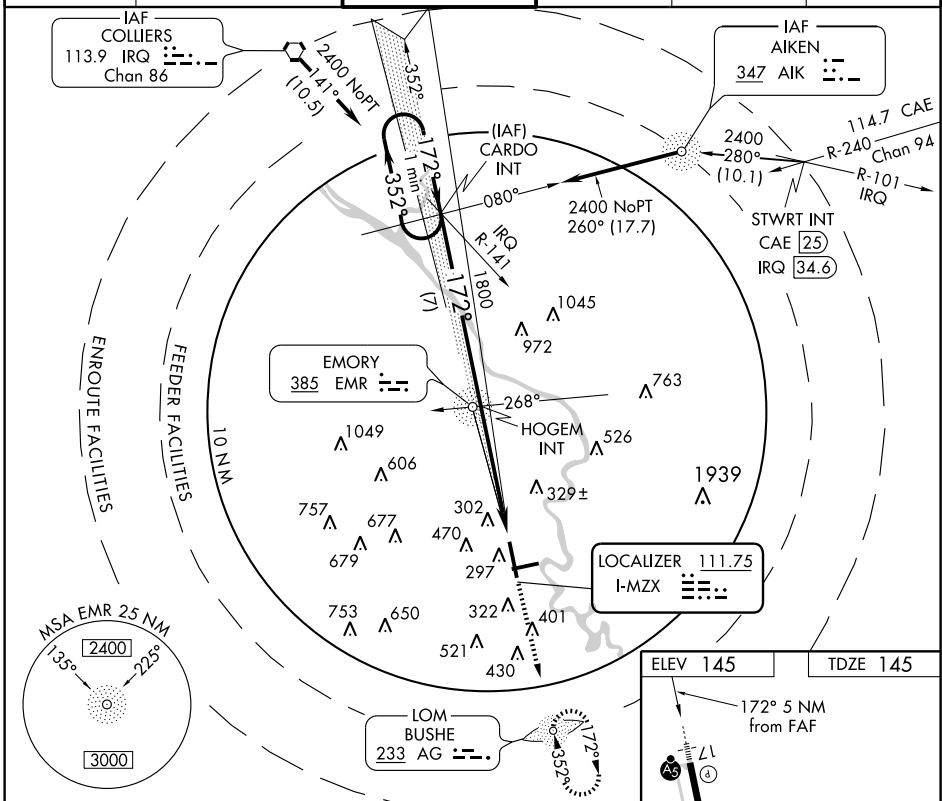 IAF
COLLIERS
113.9 IRQ
Chan 86
2400 NoPT
141°
(10.5)
352°
IAF
AIKEN
347 AIK
114.7 CAE
R-240
Chan 94
R-101
IRQ
2400
280°
(10.1)
(IAF)
CARDO
INT
172°
1 min
352°
080°
2400 NoPT
260° (17.7)
STWRT INT
CAE 25
IRQ 34.6
IRQ
R-141
1800
172°
(7)
1045
972
ENROUTE FACILITIES
FEEDER FACILITIES
10 NM
EMORY
385 EMR
268°
HOGEM
INT
763
526
1049
606
329±
1939
757
677
302
679
470
297
LOCALIZER 111.75
I-MZX
753
650
322
401
521
430
MSA EMR 25 NM
2400
135°
225°
3000
LOM
BUSHE
233 AG
172°
352°
ELEV 145
TDZE 145
172° 5 NM
from FAF
17
A5
P